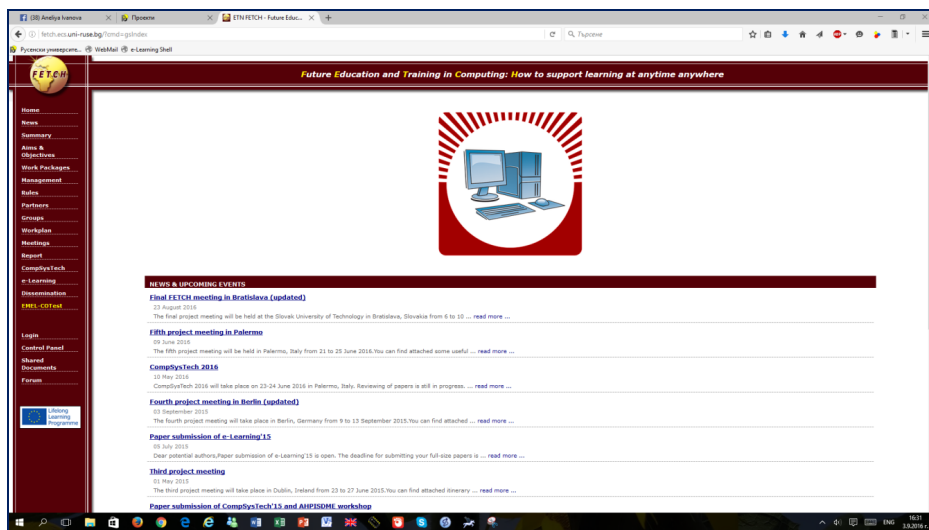 (38) Aneliya Ivanova
Проекти
ETN FETCH - Future Educ...
fetch.ecs.uni-ruse.bg/?cmd=gsIndex
Търсене
Русенски университе...
WebMail
e-Learning Shell
FETCH
Future Education and Training in Computing: How to support learning at anytime anywhere
Home
News
Summary
Aims &
Objectives
Work Packages
Management
Rules
Partners
Groups
Workplan
Meetings
Report
CompSysTech
e-Learning
Dissemination
EMEL-COTest
Login
Control Panel
Shared
Documents
Forum
Lifelong
Learning
Programme
NEWS & UPCOMING EVENTS
Final FETCH meeting in Bratislava (updated)
23 August 2016
The final project meeting will be held at the Slovak University of Technology in Bratislava, Slovakia from 6 to 10 ... read more ...
Fifth project meeting in Palermo
09 June 2016
The fifth project meeting will be held in Palermo, Italy from 21 to 25 June 2016.You can find attached some useful ... read more ...
CompSysTech 2016
10 May 2016
CompSysTech 2016 will take place on 23-24 June 2016 in Palermo, Italy. Reviewing of papers is still in progress. ... read more ...
Fourth project meeting in Berlin (updated)
03 September 2015
The fourth project meeting will take place in Berlin, Germany from 9 to 13 September 2015.You can find attached ... read more ...
Paper submission of e-Learning'15
05 July 2015
Dear potential authors,Paper submission of e-Learning'15 is open. The deadline for submitting your full-size papers is ... read more ...
Third project meeting
01 May 2015
The third project meeting will take place in Dublin, Ireland from 23 to 27 June 2015.You can find attached itinerary ... read more ...
Paper submission of CompSysTech'15 and AHPISDME workshop
ENG
16:31
3.9.2016 г.